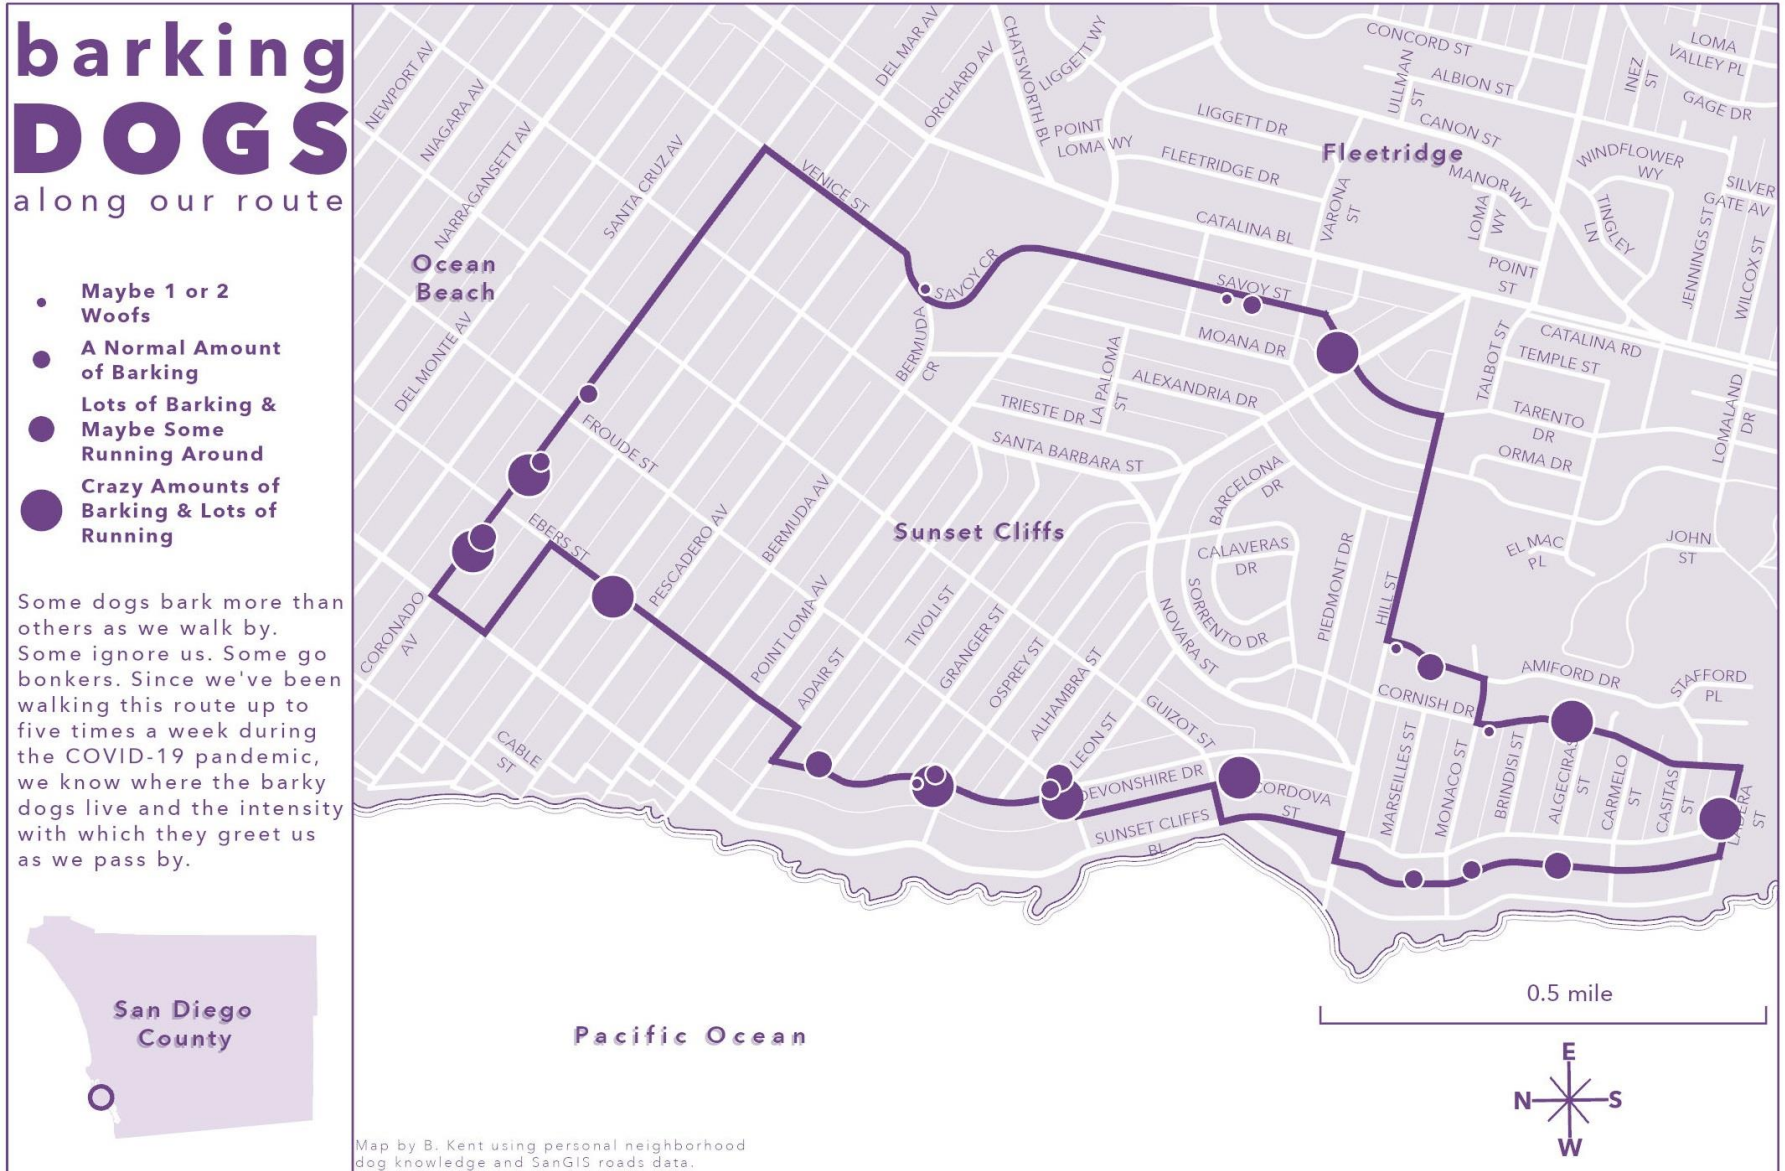 barking
DOGS
along our route
Maybe 1 or 2
Woofs
A Normal Amount
of Barking
Lots of Barking &
Maybe Some
Running Around
Crazy Amounts of
Barking & Lots of
Running
Some dogs bark more than
others as we walk by.
Some ignore us. Some go
bonkers. Since we've been
walking this route up to
five times a week during
the COVID-19 pandemic,
we know where the barky
dogs live and the intensity
with which they greet us
as we pass by.
San Diego
County
NEWPORT AV
NIAGARA AV
NARRAGANSETT AV
SANTA CRUZ AV
DEL MONTE AV
CORONADO
AV
Ocean
Beach
DEL MAR AV
ORCHARD AV
CHATSWORTH BL
LIGGETT WY
POINT
LOMA WY
VENICE ST
SAVOY CR
BERMUDA
CR
FROUDE ST
EBERS ST
PESCADERO AV
BERMUDA AV
POINT LOMA AV
ADAIR ST
CABLE
ST
CONCORD ST
ULLMAN
ST
ALBION ST
CANON ST
INEZ
ST
LOMA
VALLEY PL
GAGE DR
LIGGETT DR
FLEETRIDGE DR
Fleetridge
VARONA
ST
MANOR WY
LOMA
WY
WINDFLOWER
WY
TINGLEY
LN
SILVER
GATE AV
JENNINGS ST
WILCOX ST
CATALINA BL
POINT
ST
SAVOY ST
MOANA DR
LA PALOMA
ST
ALEXANDRIA DR
TRIESTE DR
SANTA BARBARA ST
TALBOT ST
CATALINA RD
TEMPLE ST
TARENTO
DR
ORMA DR
LOMALAND
DR
Sunset Cliffs
BARCELONA
DR
CALAVERAS
DR
SORRENTO DR
NOVARA ST
PIEDMONT DR
HILL ST
EL MAC
PL
JOHN
ST
TIVOLI ST
GRANGER ST
OSPREY ST
ALHAMBRA ST
LEON ST
GUIZOT ST
DEVONSHIRE DR
CORDOVA
ST
SUNSET CLIFFS
BL
CORNISH DR
AMIFORD DR
STAFFORD
PL
MARSEILLES ST
MONACO ST
BRINDISI ST
ALGECIRAS
ST
CARMELO
ST
CASITAS
ST
LADERA
ST
Pacific Ocean
0.5 mile
E
N
S
W
Map by B. Kent using personal neighborhood
dog knowledge and SanGIS roads data.